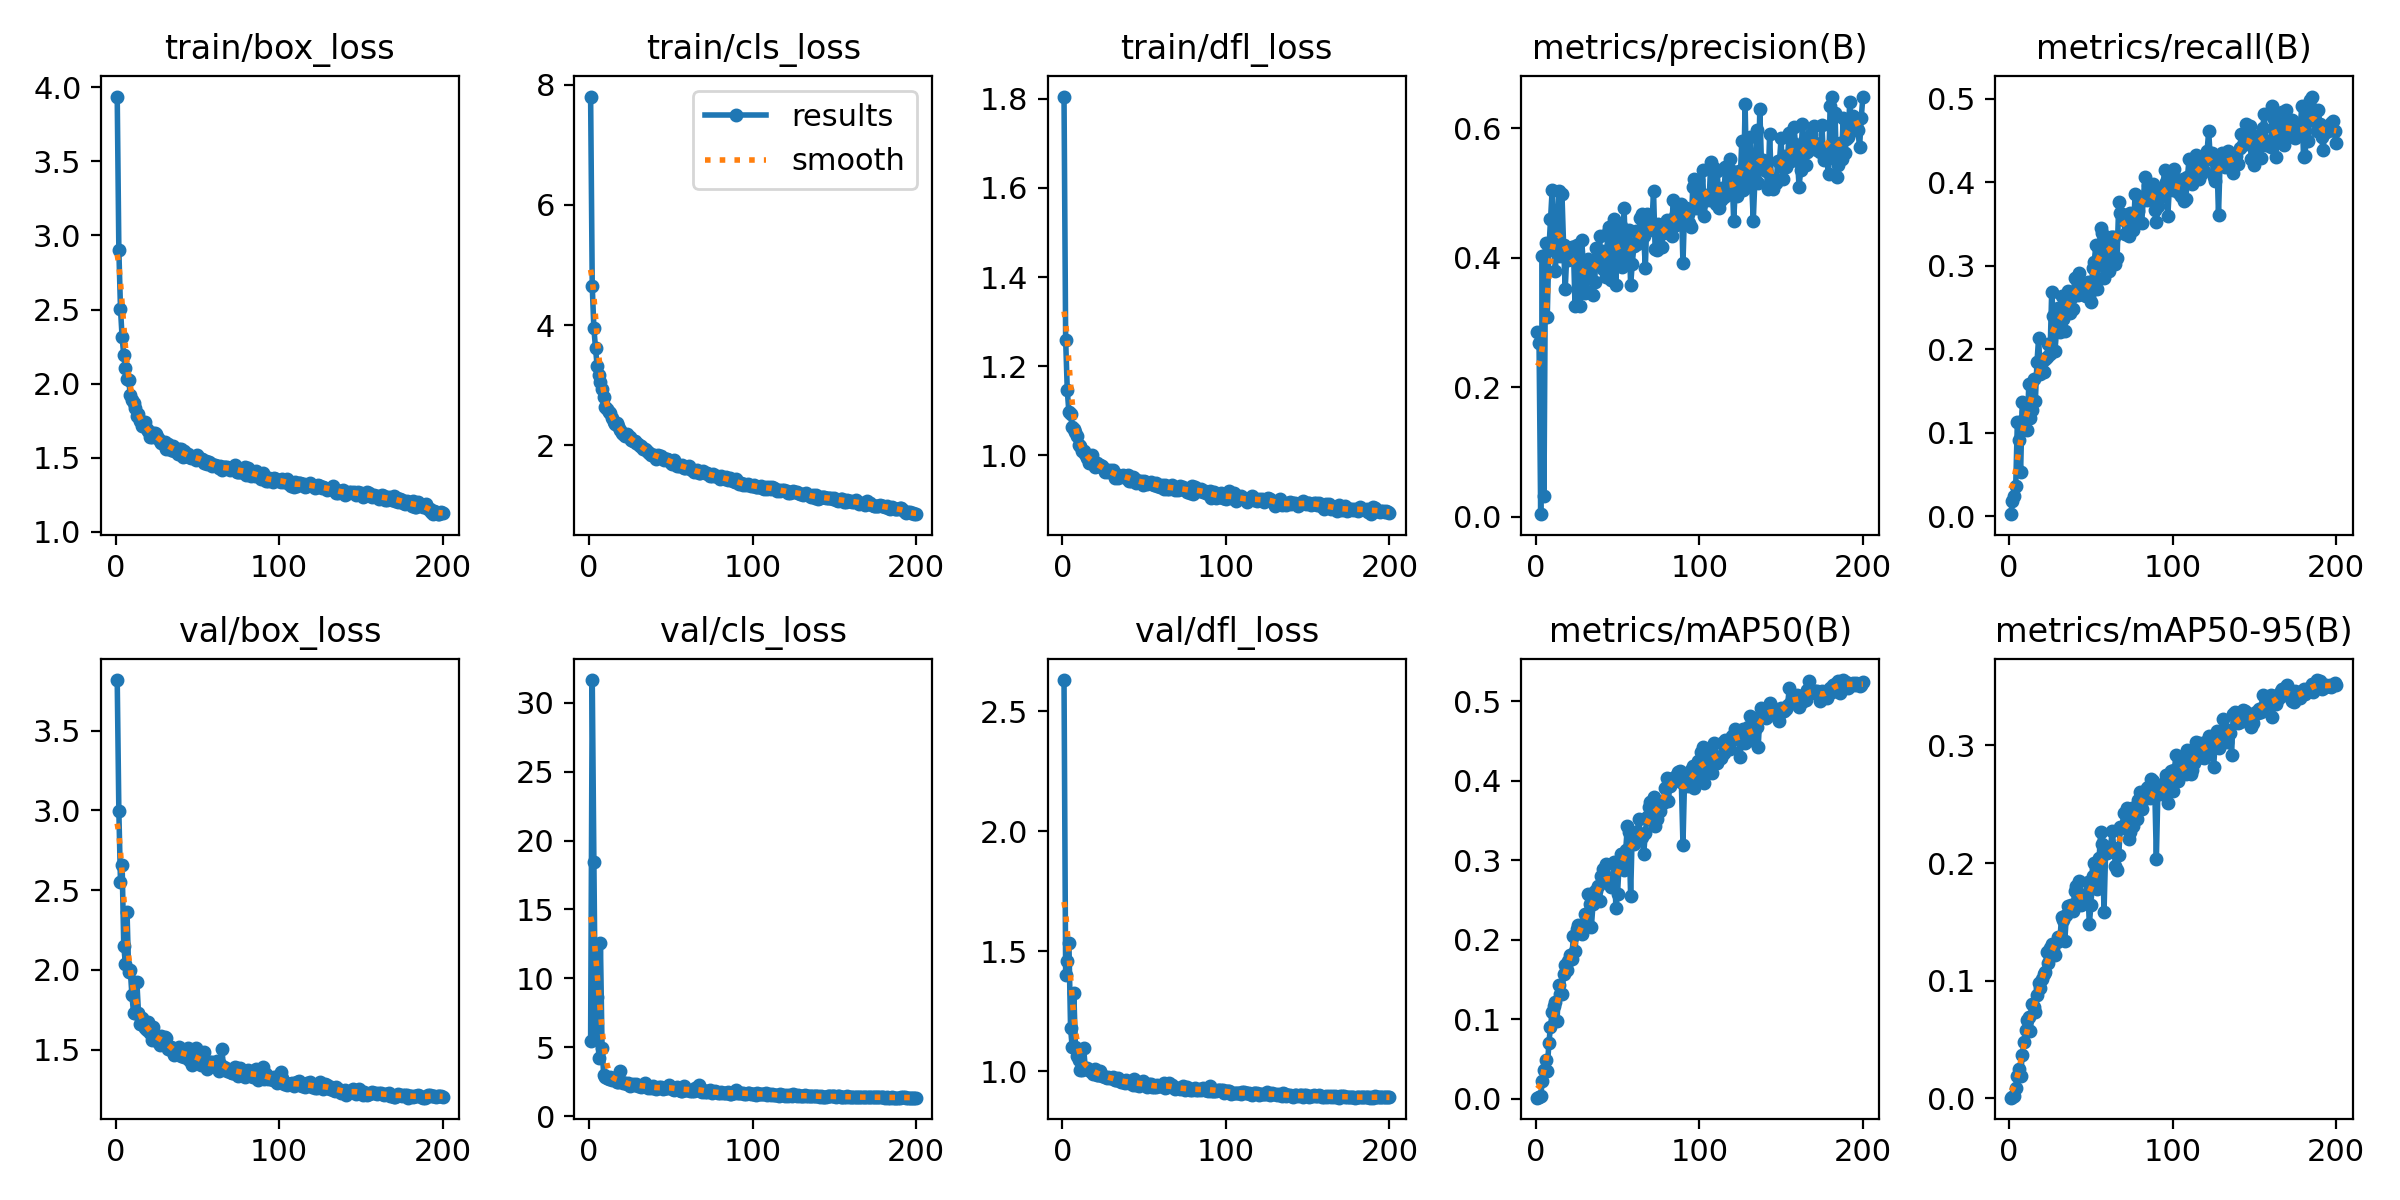 train/box_loss
4.0
3.5
3.0
2.5
2.0
1.5
1.0
0 100 200
train/cls_loss
results
smooth
8
6
4
2
0 100 200
train/dfl_loss
1.8
1.6
1.4
1.2
1.0
0 100 200
metrics/precision(B)
0.6
0.4
0.2
0.0
0 100 200
metrics/recall(B)
0.5
0.4
0.3
0.2
0.1
0.0
0 100 200
val/box_loss
3.5
3.0
2.5
2.0
1.5
0 100 200
val/cls_loss
30
25
20
15
10
5
0
0 100 200
val/dfl_loss
2.5
2.0
1.5
1.0
0 100 200
metrics/mAP50(B)
0.5
0.4
0.3
0.2
0.1
0.0
0 100 200
metrics/mAP50-95(B)
0.3
0.2
0.1
0.0
0 100 200